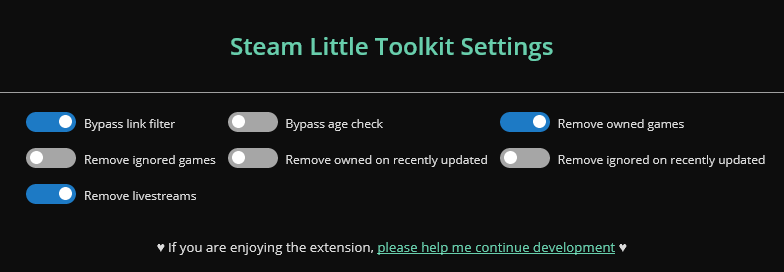 Steam Little Toolkit Settings
Bypass link filter Bypass age check Remove owned games
Remove ignored games Remove owned on recently updated Remove ignored on recently updated
Remove livestreams
♥ If you are enjoying the extension, please help me continue development ♥